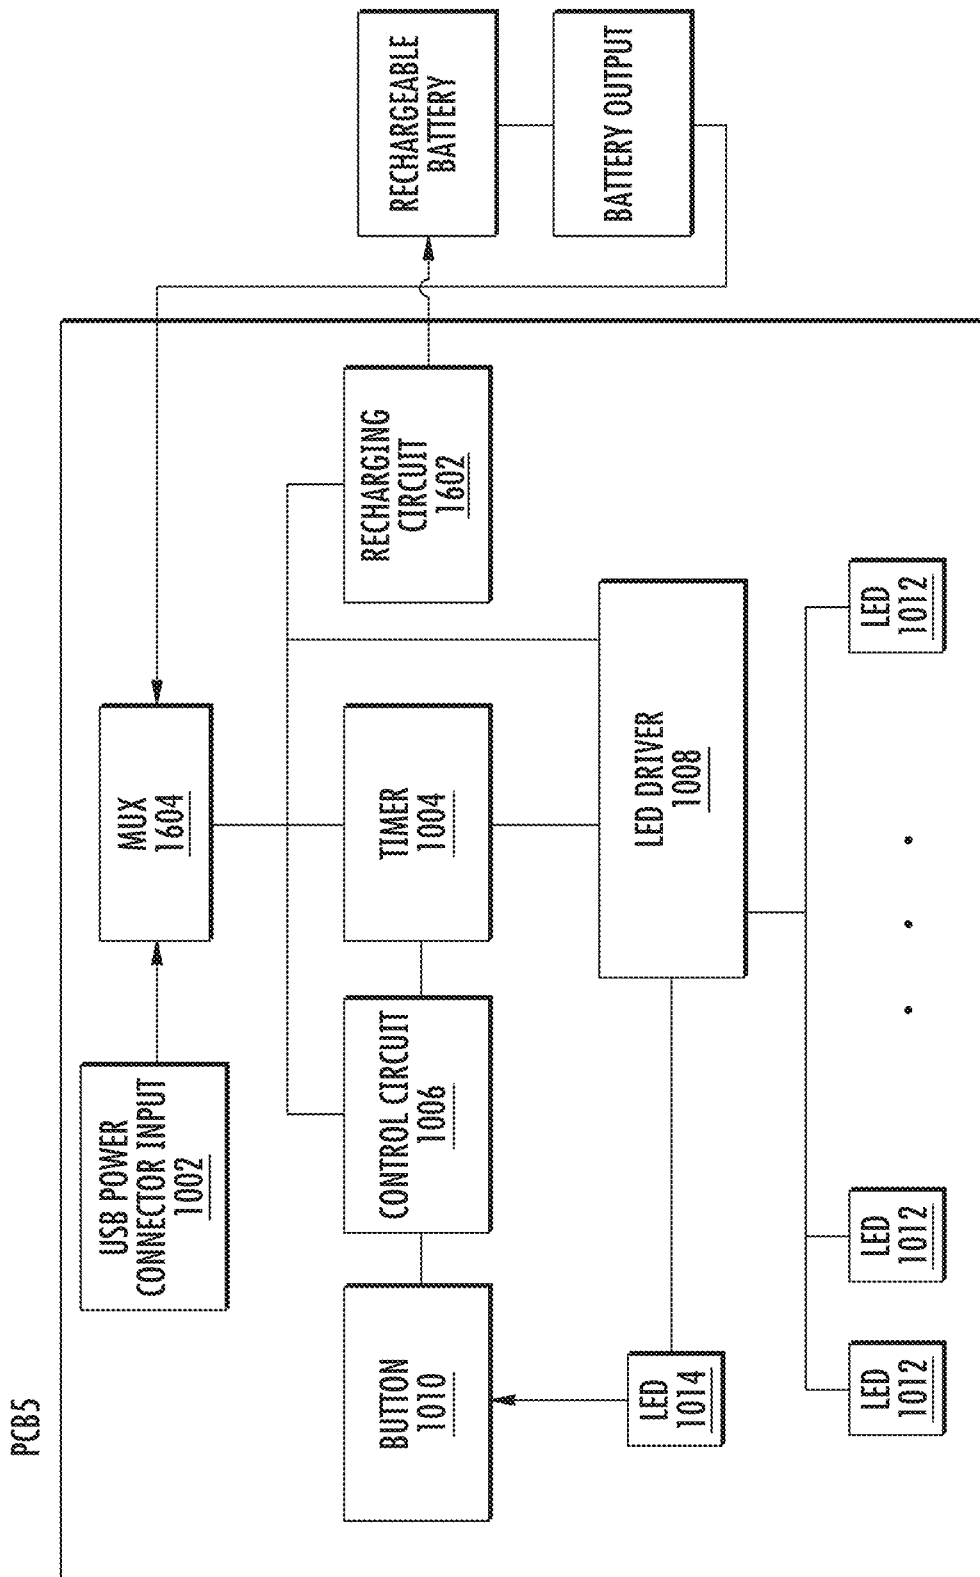 PCB5
USB POWER
CONNECTOR INPUT
1002
MUX
1604
BUTTON
1010
CONTROL CIRCUIT
1006
TIMER
1004
RECHARGING
CIRCUIT
1602
RECHARGEABLE
BATTERY
BATTERY OUTPUT
LED
1014
LED DRIVER
1008
LED
1012
LED
1012
LED
1012